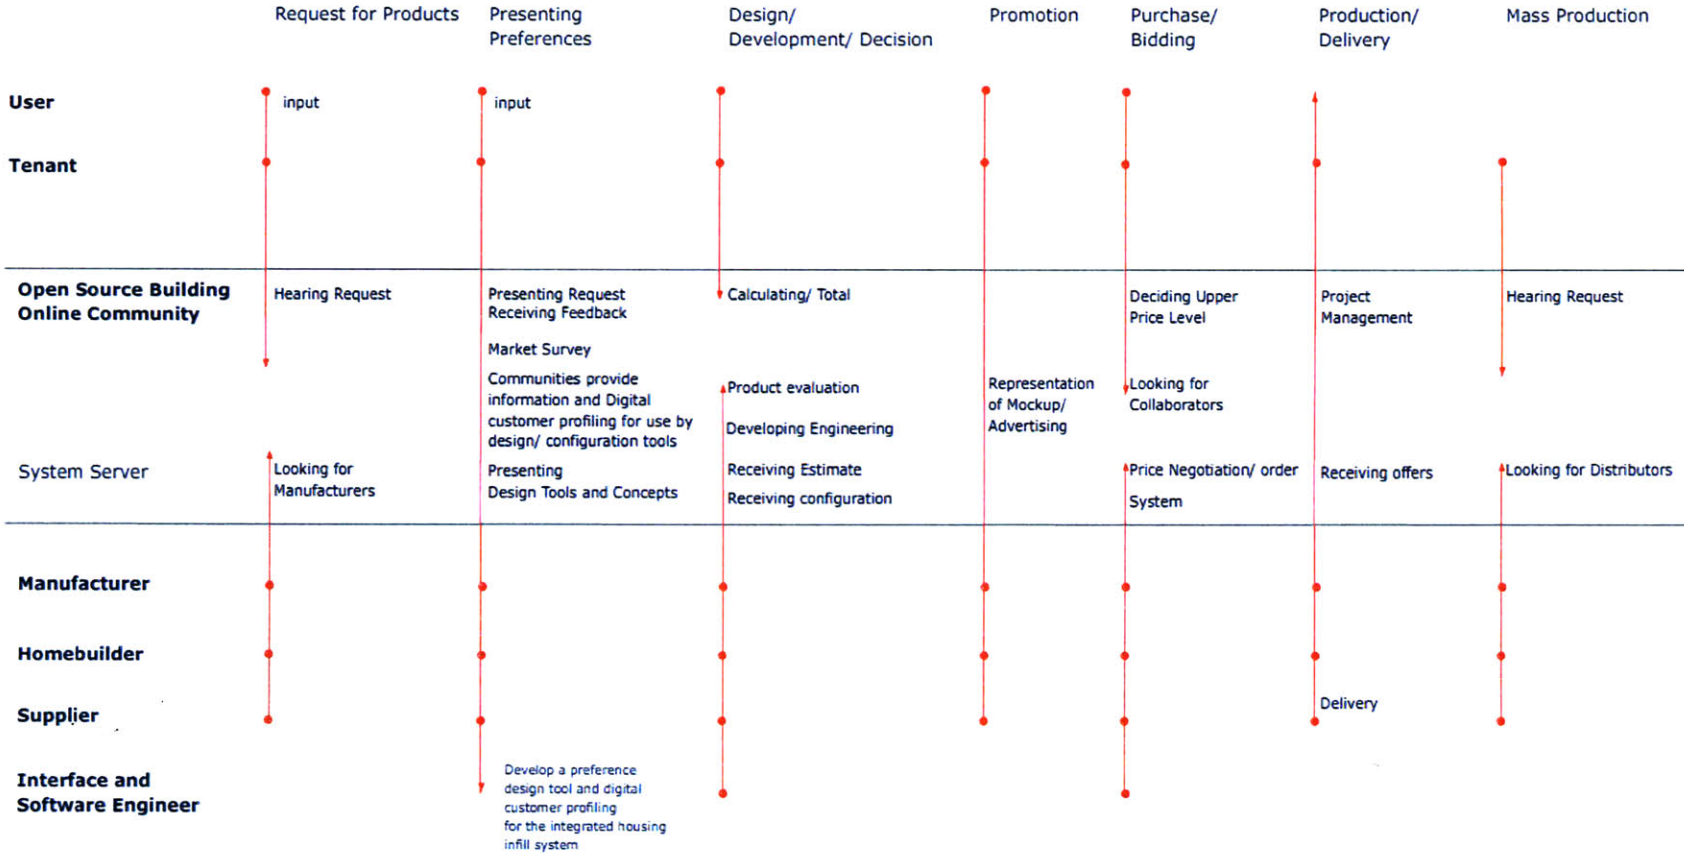 Request for Products
Presenting
Preferences
Design/
Development/ Decision
Promotion
Purchase/
Bidding
Production/
Delivery
Mass Production
User
input
input
Tenant
Open Source Building
Online Community
Hearing Request
Presenting Request
Receiving Feedback
Market Survey
Communities provide
information and Digital
customer profiling for use by
design/ configuration tools
Calculating/ Total
Product evaluation
Developing Engineering
Representation
of Mockup/
Advertising
Deciding Upper
Price Level
Looking for
Collaborators
Project
Management
Hearing Request
System Server
Looking for
Manufacturers
Presenting
Design Tools and Concepts
Receiving Estimate
Receiving configuration
Price Negotiation/ order
System
Receiving offers
Looking for Distributors
Manufacturer
Homebuilder
Supplier
Delivery
Interface and
Software Engineer
Develop a preference
design tool and digital
customer profiling
for the integrated housing
infill system